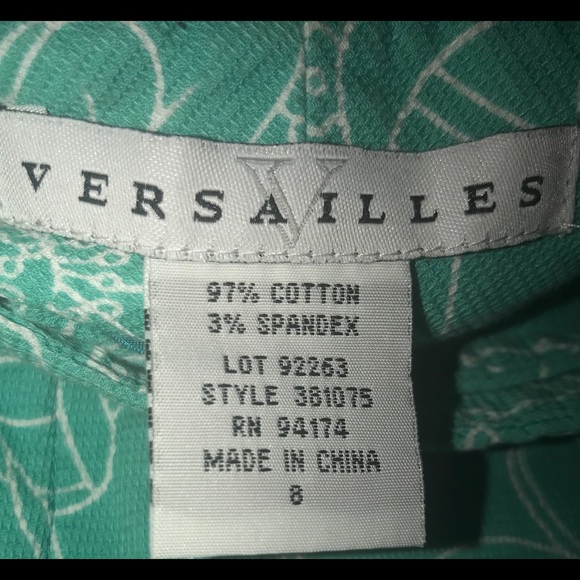 VERSAILLES
V
97% COTTON
3% SPANDEX
LOT 92263
STYLE 381075
RN 94174
MADE IN CHINA
8